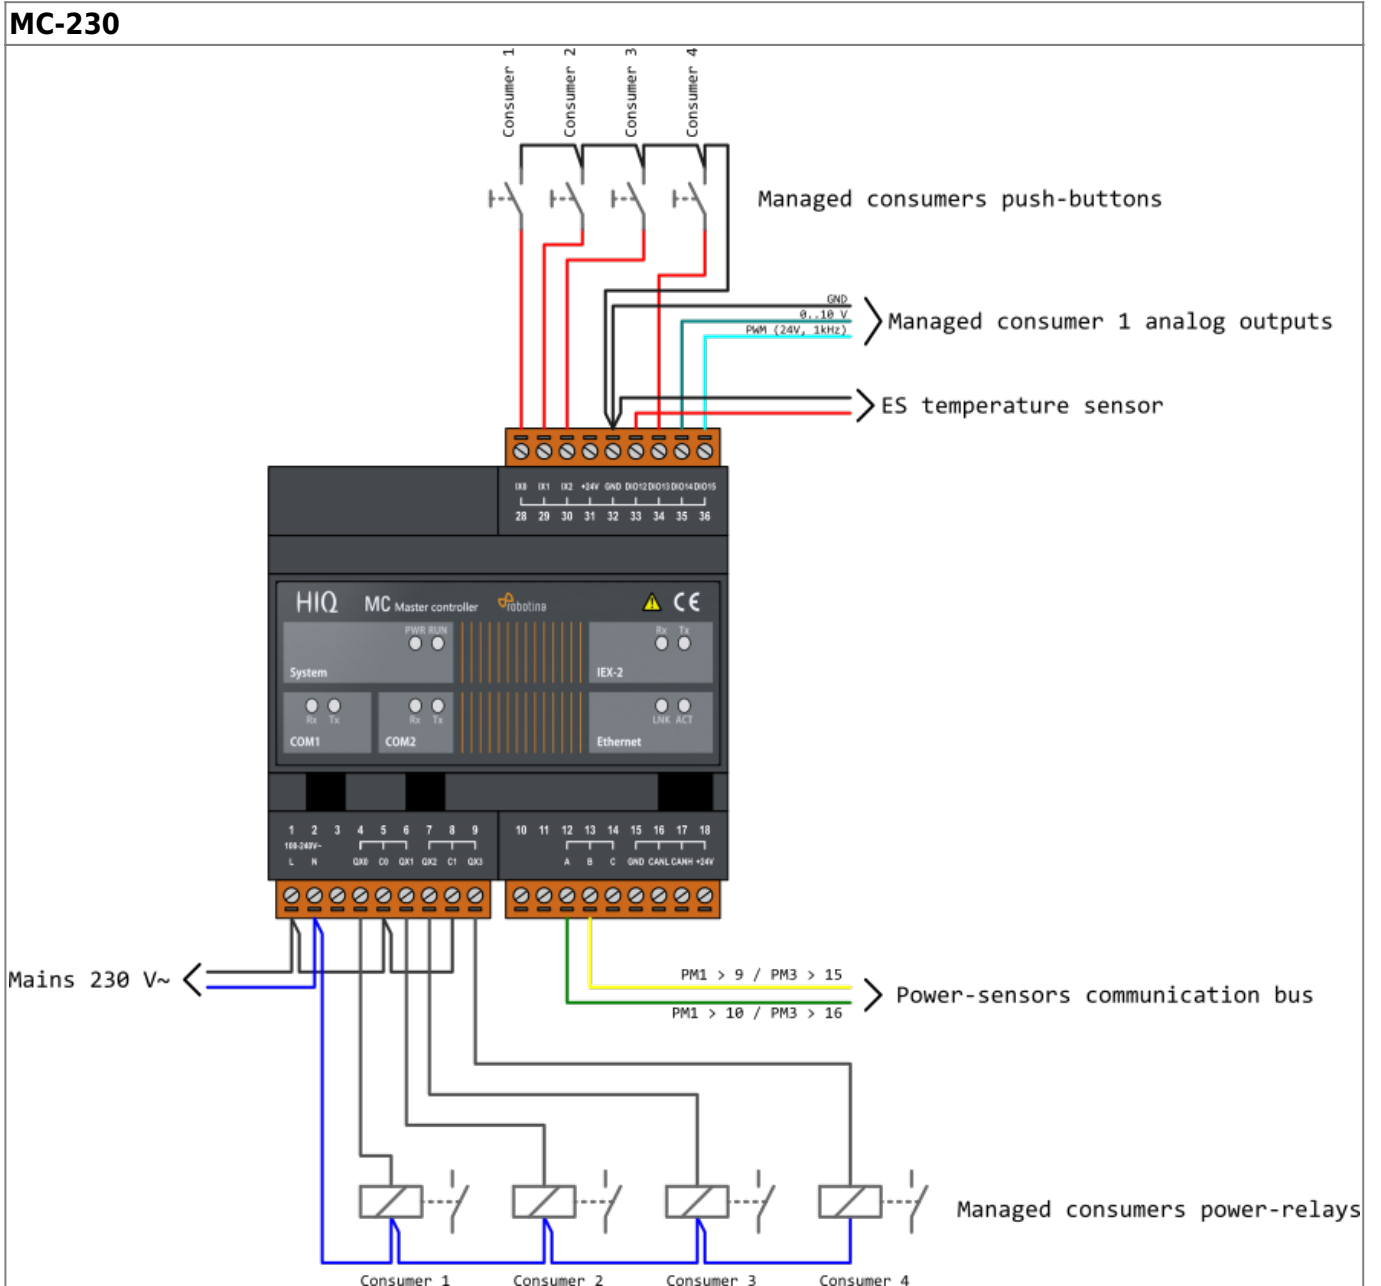 MC-230
Consumer 1
Consumer 2
Consumer 3
Consumer 4
Managed consumers push-buttons
GND
0..10 V
PWM (24V, 1kHz)
Managed consumer 1 analog outputs
ES temperature sensor
IX0 IX1 IX2 +24V GND DIO12 DIO13 DIO14 DIO15
28 29 30 31 32 33 34 35 36
HIQ MC Master controller robotina CE
PWR RUN
System
Rx Tx
IEX-2
Rx Tx
COM1
Rx Tx
COM2
LNK ACT
Ethernet
1 2 3 4 5 6 7 8 9
100-240V~
L N QX0 C0 QX1 QX2 C1 QX3
10 11 12 13 14 15 16 17 18
A B C GND CANL CANH +24V
Mains 230 V~
PM1 > 9 / PM3 > 15
PM1 > 10 / PM3 > 16
Power-sensors communication bus
Managed consumers power-relays
Consumer 1
Consumer 2
Consumer 3
Consumer 4